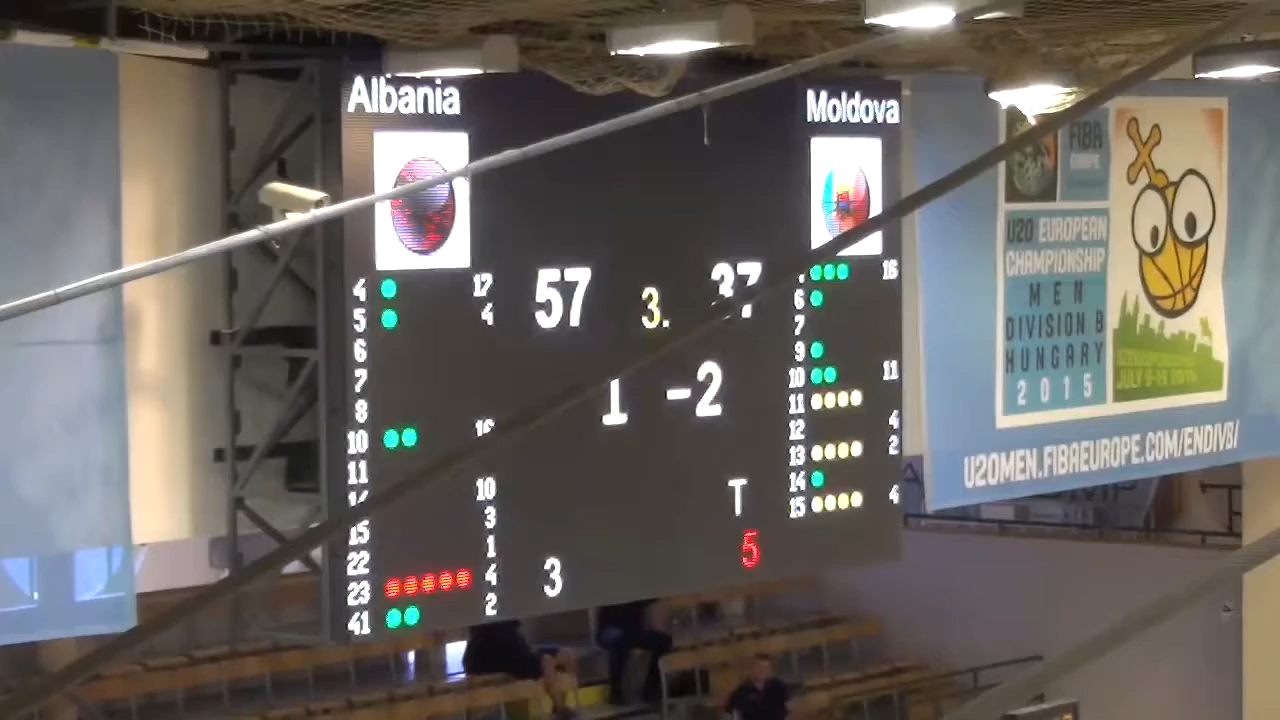 Albania
Moldova
57
3.
37
1
-2
T
3
5
4 17
5 4
6
7
8
10
11 10
15 3
22 1
23 4
41 2
16
6
7
9
10 11
11
12 4
13 2
14
15 4
FIBA
EUROPE
U20 EUROPEAN
CHAMPIONSHIP
MEN
DIVISION B
HUNGARY
2015
U20MEN.FIBAEUROPE.COM/ENDIVB/